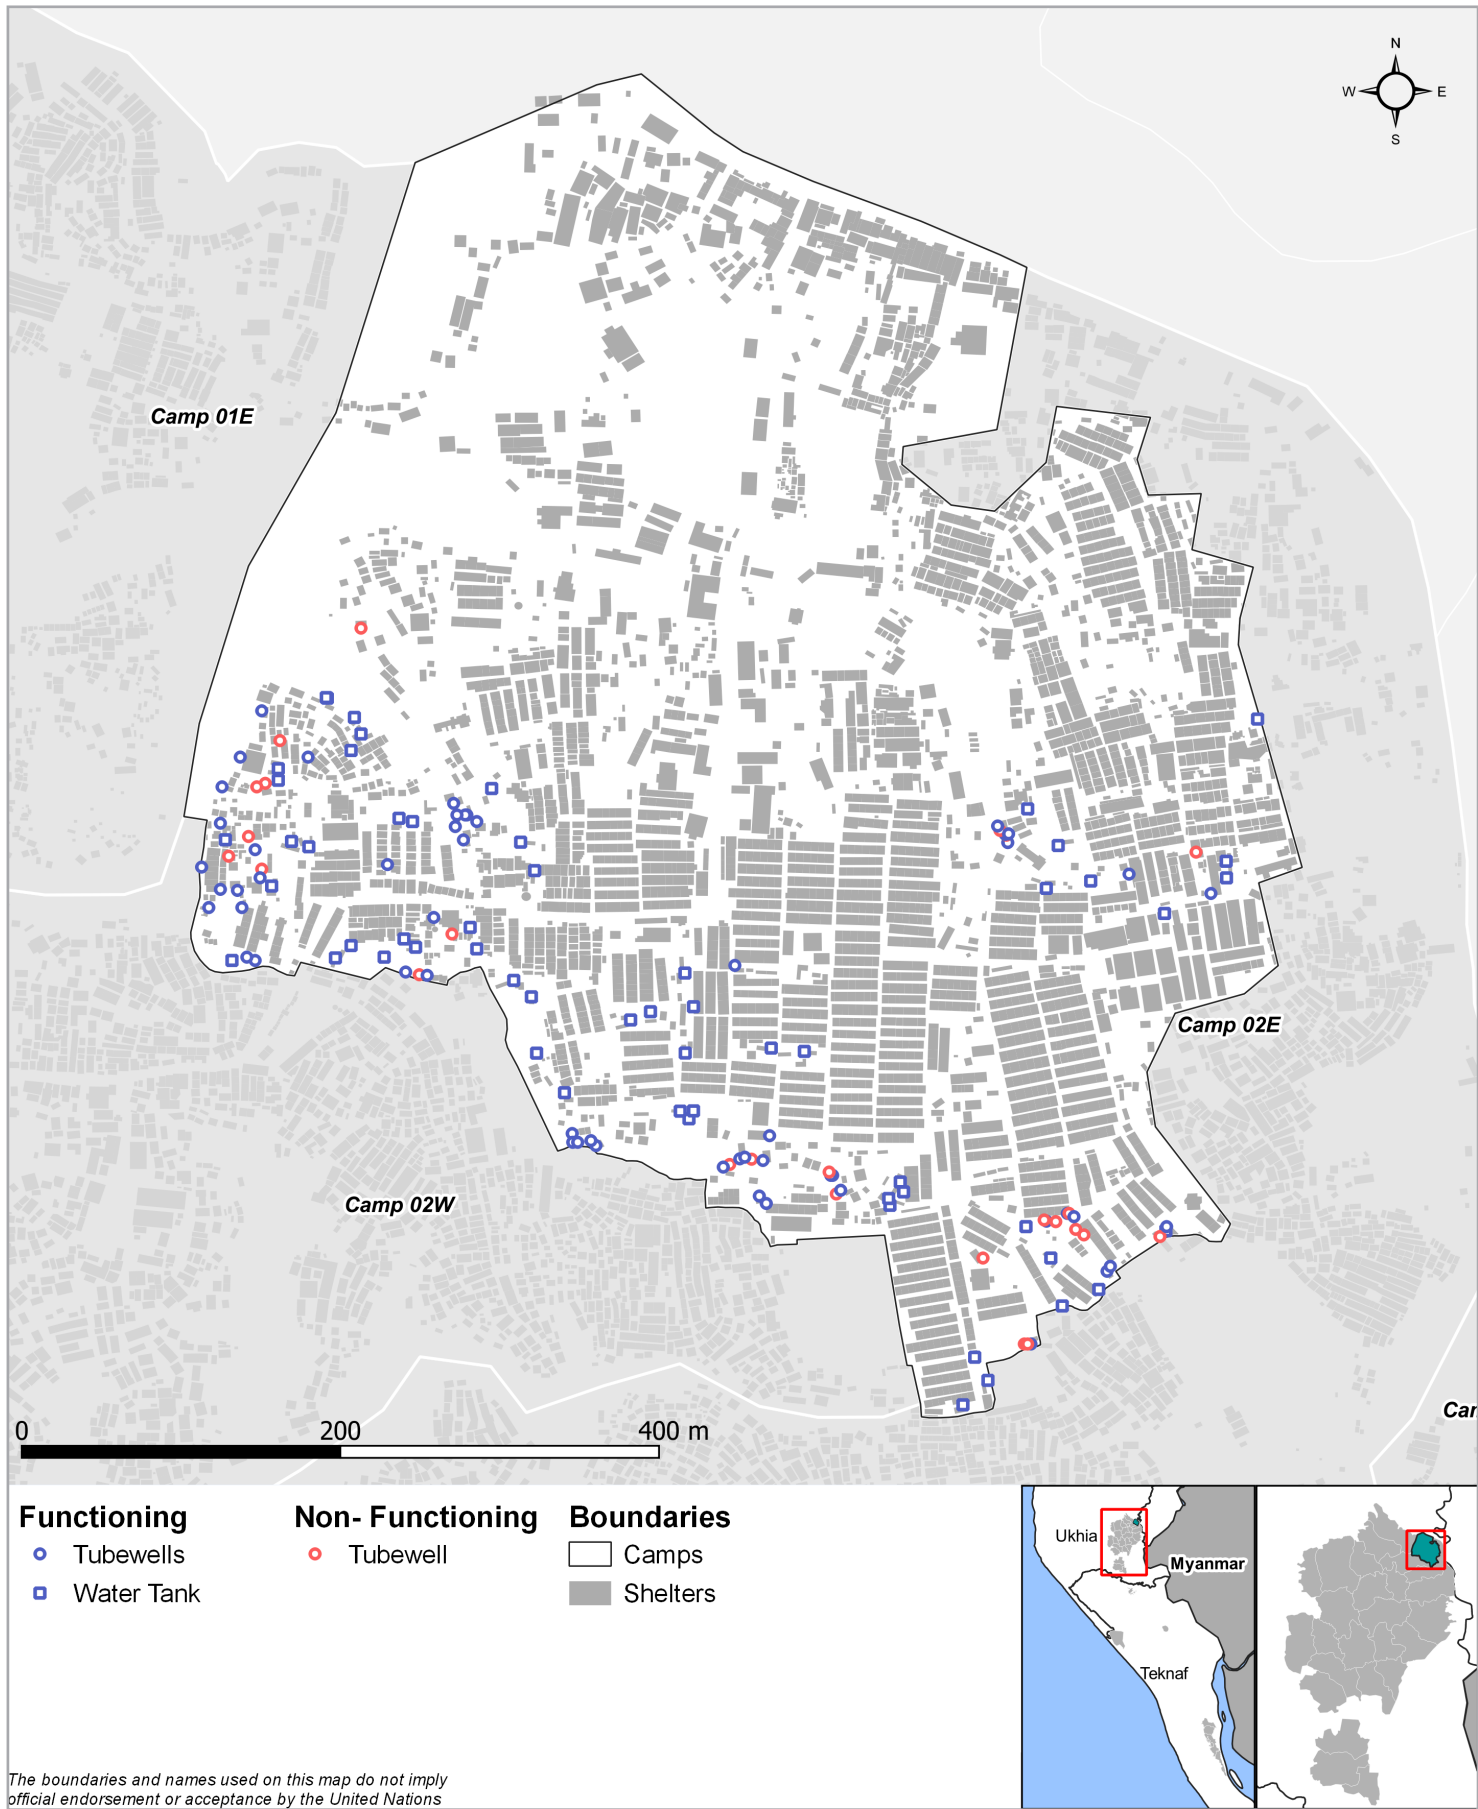 N
W E
S
Camp 01E
Camp 02E
Camp 02W
Car
0 200 400 m
Functioning
Tubewells
Water Tank
Non- Functioning
Tubewell
Boundaries
Camps
Shelters
Ukhia
Myanmar
Teknaf
The boundaries and names used on this map do not imply
official endorsement or acceptance by the United Nations